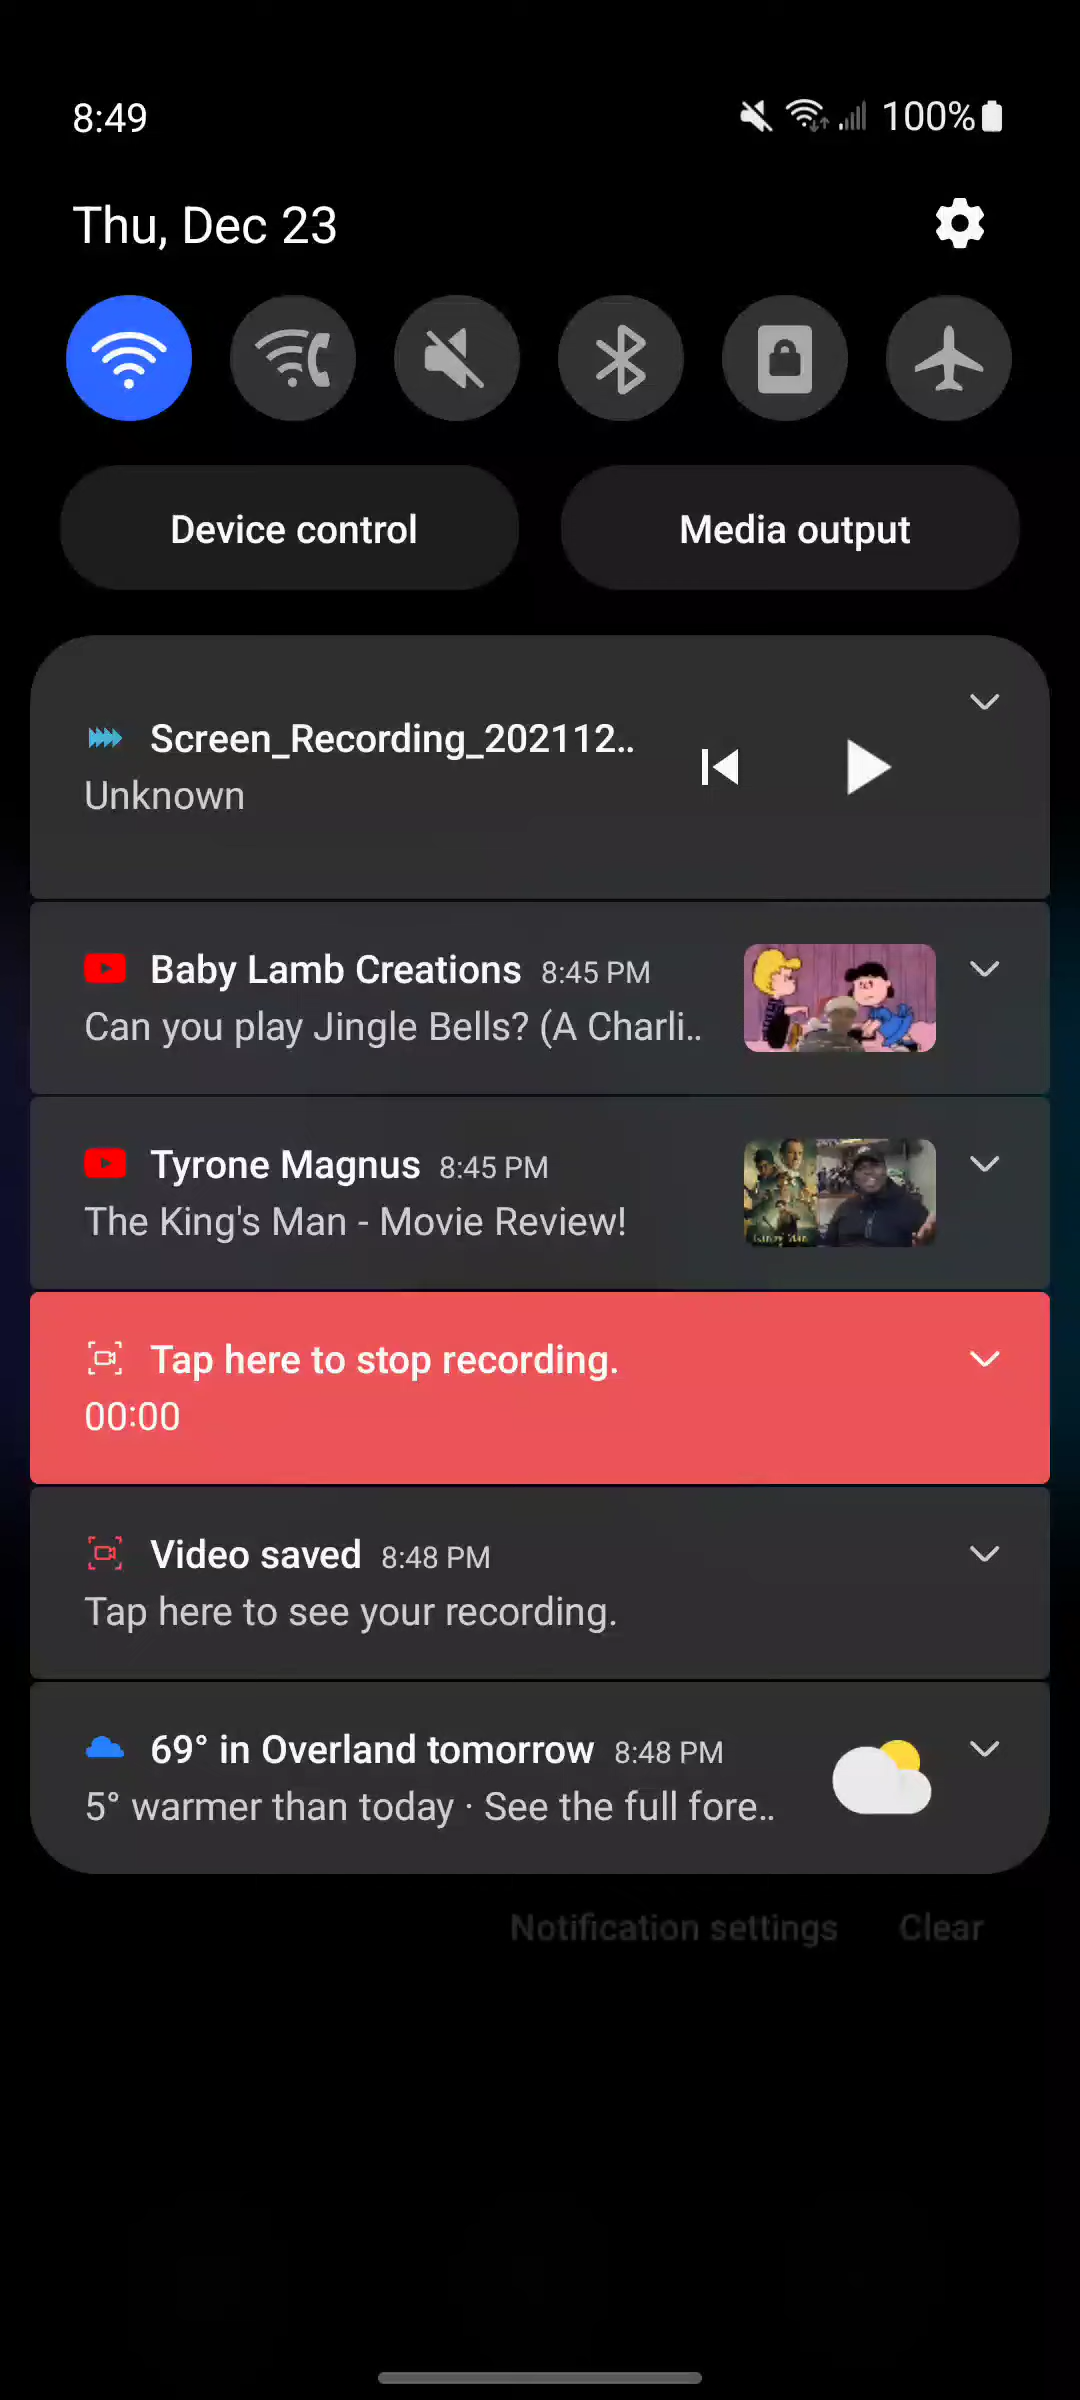 8:49
100%
Thu, Dec 23
Device control
Media output
Screen_Recording_202112..
Unknown
Baby Lamb Creations 8:45 PM
Can you play Jingle Bells? (A Charli..
Tyrone Magnus 8:45 PM
The King's Man - Movie Review!
Tap here to stop recording.
00:00
Video saved 8:48 PM
Tap here to see your recording.
69° in Overland tomorrow 8:48 PM
5° warmer than today · See the full fore..
Notification settings
Clear